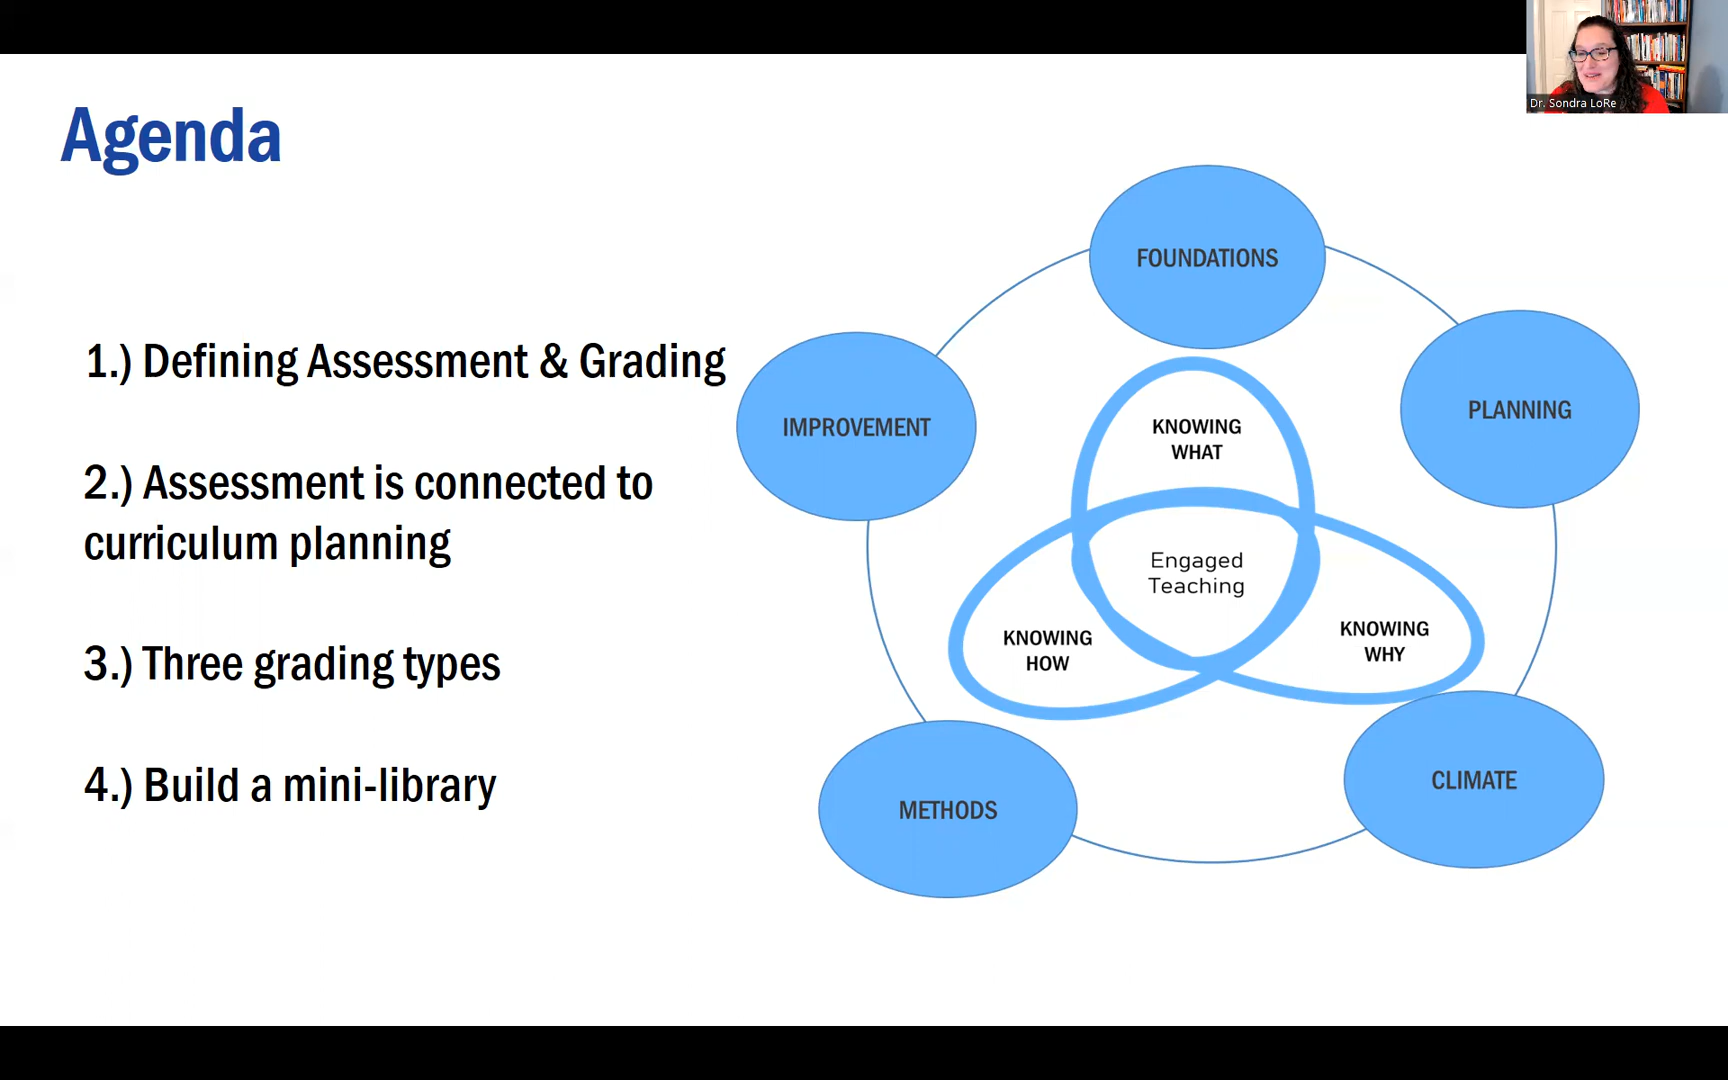 Agenda
1.) Defining Assessment & Grading
2.) Assessment is connected to
curriculum planning
3.) Three grading types
4.) Build a mini-library
FOUNDATIONS
PLANNING
IMPROVEMENT
KNOWING
WHAT
Engaged
Teaching
KNOWING
HOW
KNOWING
WHY
METHODS
CLIMATE
Dr. Sondra LoRe